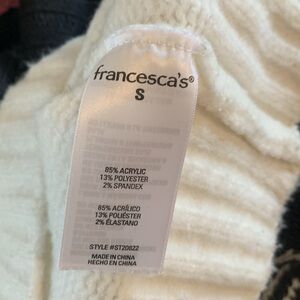 francesca's®
S
85% ACRYLIC
13% POLYESTER
2% SPANDEX
85% ACRÍLICO
13% POLIÉSTER
2% ELASTANO
STYLE #ST20822
MADE IN CHINA
HECHO EN CHINA